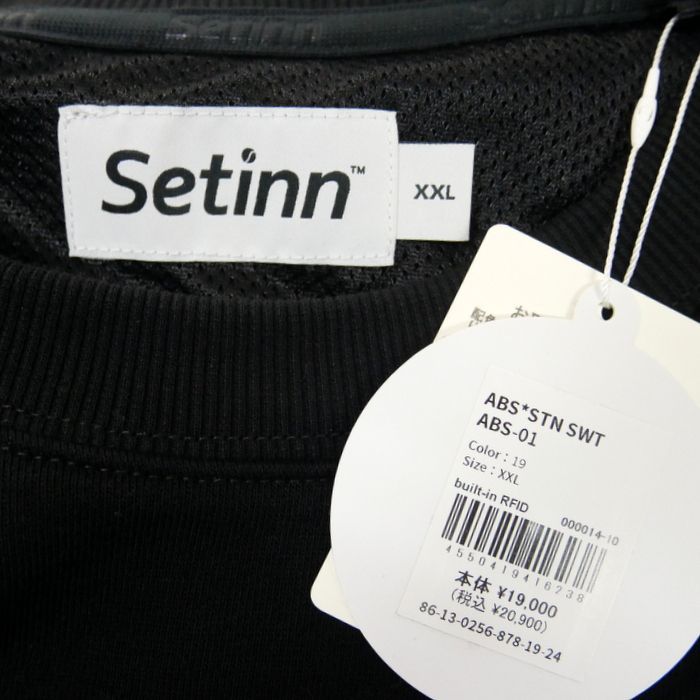 Setinn
Setinn™
XXL
ABS*STN SWT
ABS-01
Color : 19
Size : XXL
built-in RFID
000014-10
4550419416238
本体 ¥19,000
(税込 ¥20,900)
86-13-0256-878-19-24